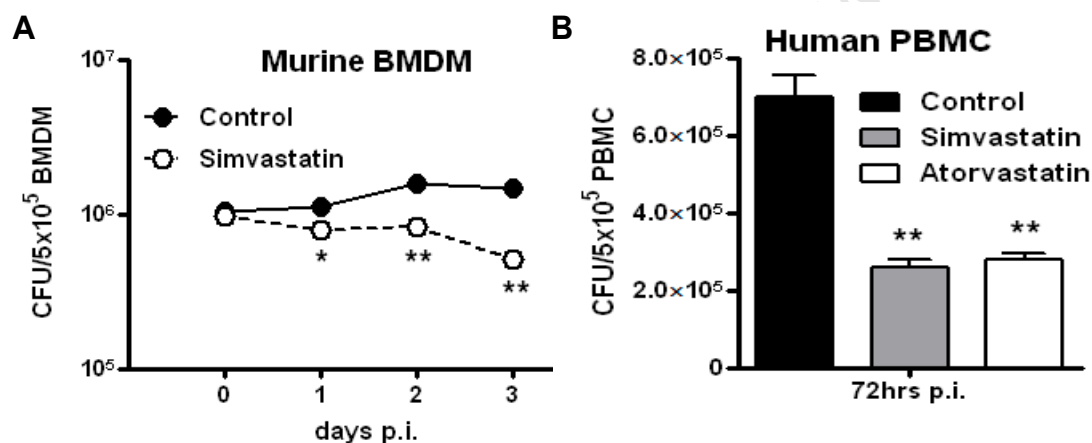 A
Murine BMDM
Control
Simvastatin
CFU/5x10⁵ BMDM
10⁷
10⁶
10⁵
*
**
**
0 1 2 3
days p.i.
B
Human PBMC
Control
Simvastatin
Atorvastatin
CFU/5x10⁵ PBMC
8.0×10⁵
6.0×10⁵
4.0×10⁵
2.0×10⁵
0
**
**
72hrs p.i.